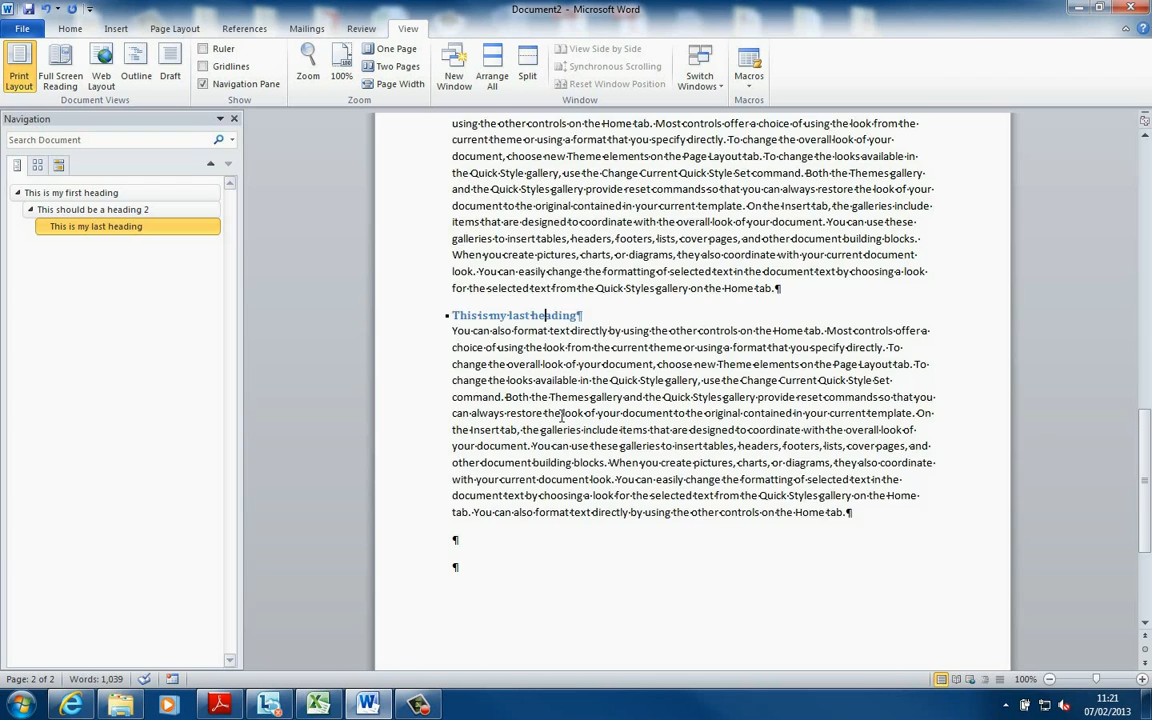 Document2 - Microsoft Word
File Home Insert Page Layout References Mailings Review View
Print Layout
Full Screen Reading
Web Layout
Outline
Draft
Document Views
Ruler
Gridlines
Navigation Pane
Show
Zoom
100%
One Page
Two Pages
Page Width
Zoom
New Window
Arrange All
Split
View Side by Side
Synchronous Scrolling
Reset Window Position
Window
Switch Windows
Macros
Macros
Navigation
Search Document
This is my first heading
This should be a heading 2
This is my last heading
using the other controls on the Home tab. Most controls offer a choice of using the look from the
current theme or using a format that you specify directly. To change the overall look of your
document, choose new Theme elements on the Page Layout tab. To change the looks available in
the Quick Style gallery, use the Change Current Quick Style Set command. Both the Themes gallery
and the Quick Styles gallery provide reset commands so that you can always restore the look of your
document to the original contained in your current template. On the Insert tab, the galleries include
items that are designed to coordinate with the overall look of your document. You can use these
galleries to insert tables, headers, footers, lists, cover pages, and other document building blocks.
When you create pictures, charts, or diagrams, they also coordinate with your current document
look. You can easily change the formatting of selected text in the document text by choosing a look
for the selected text from the Quick Styles gallery on the Home tab.¶
This is my last heading¶
You can also format text directly by using the other controls on the Home tab. Most controls offer a
choice of using the look from the current theme or using a format that you specify directly. To
change the overall look of your document, choose new Theme elements on the Page Layout tab. To
change the looks available in the Quick Style gallery, use the Change Current Quick Style Set
command. Both the Themes gallery and the Quick Styles gallery provide reset commands so that you
can always restore the look of your document to the original contained in your current template. On
the Insert tab, the galleries include items that are designed to coordinate with the overall look of
your document. You can use these galleries to insert tables, headers, footers, lists, cover pages, and
other document building blocks. When you create pictures, charts, or diagrams, they also coordinate
with your current document look. You can easily change the formatting of selected text in the
document text by choosing a look for the selected text from the Quick Styles gallery on the Home
tab. You can also format text directly by using the other controls on the Home tab.¶
¶
¶
Page: 2 of 2 Words: 1,039
100%
11:21
07/02/2013